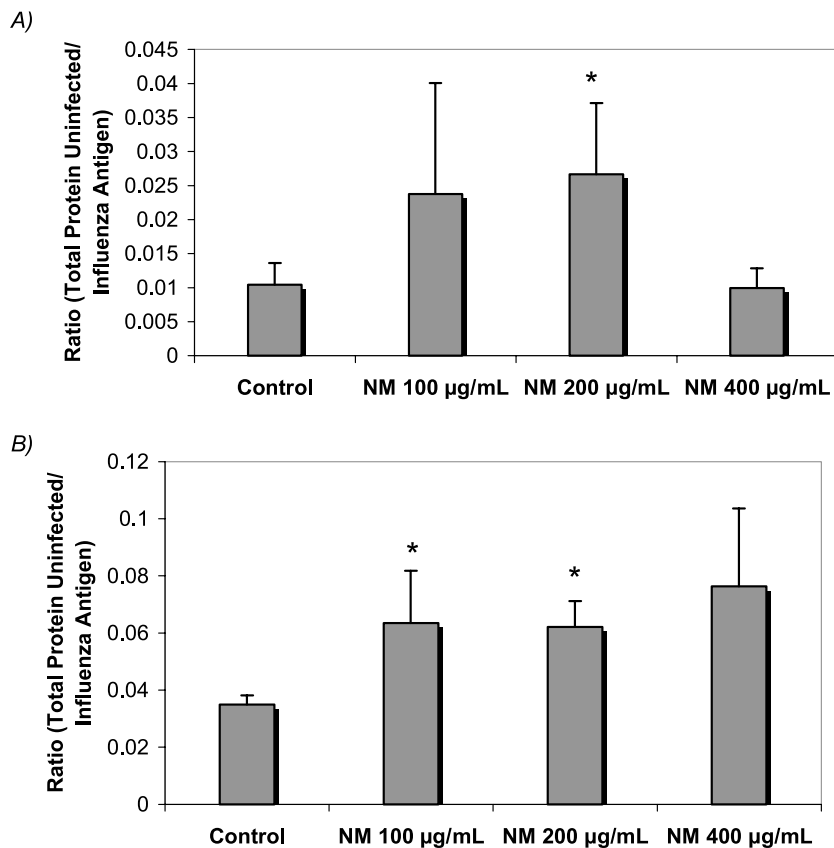 A)
Ratio (Total Protein Uninfected/
Influenza Antigen)
0.045
0.04
0.035
0.03
0.025
0.02
0.015
0.01
0.005
0
*
Control NM 100 µg/mL NM 200 µg/mL NM 400 µg/mL
B)
Ratio (Total Protein Uninfected/
Influenza Antigen)
0.12
0.1
0.08
0.06
0.04
0.02
0
* *
Control NM 100 µg/mL NM 200 µg/mL NM 400 µg/mL